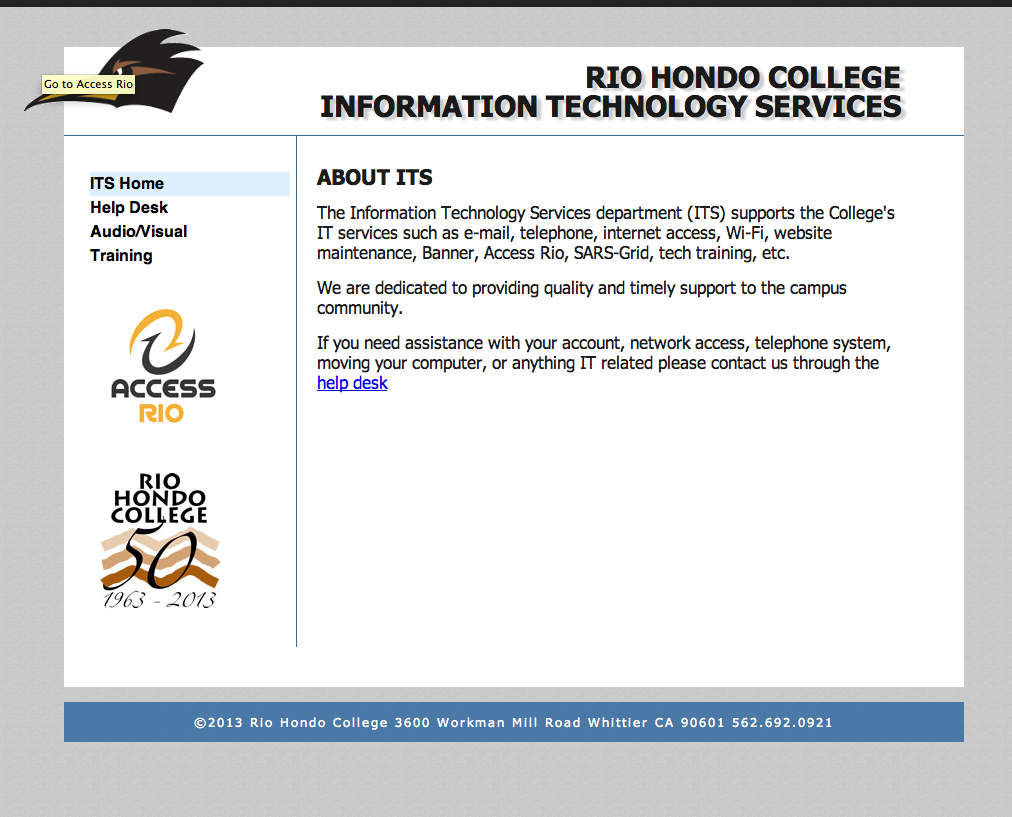 Go to Access Rio
RIO HONDO COLLEGE
INFORMATION TECHNOLOGY SERVICES
ITS Home
Help Desk
Audio/Visual
Training
ACCESS
RIO
RIO
HONDO
COLLEGE
50
1963 - 2013
ABOUT ITS
The Information Technology Services department (ITS) supports the College's
IT services such as e-mail, telephone, internet access, Wi-Fi, website
maintenance, Banner, Access Rio, SARS-Grid, tech training, etc.
We are dedicated to providing quality and timely support to the campus
community.
If you need assistance with your account, network access, telephone system,
moving your computer, or anything IT related please contact us through the
help desk
©2013 Rio Hondo College 3600 Workman Mill Road Whittier CA 90601 562.692.0921